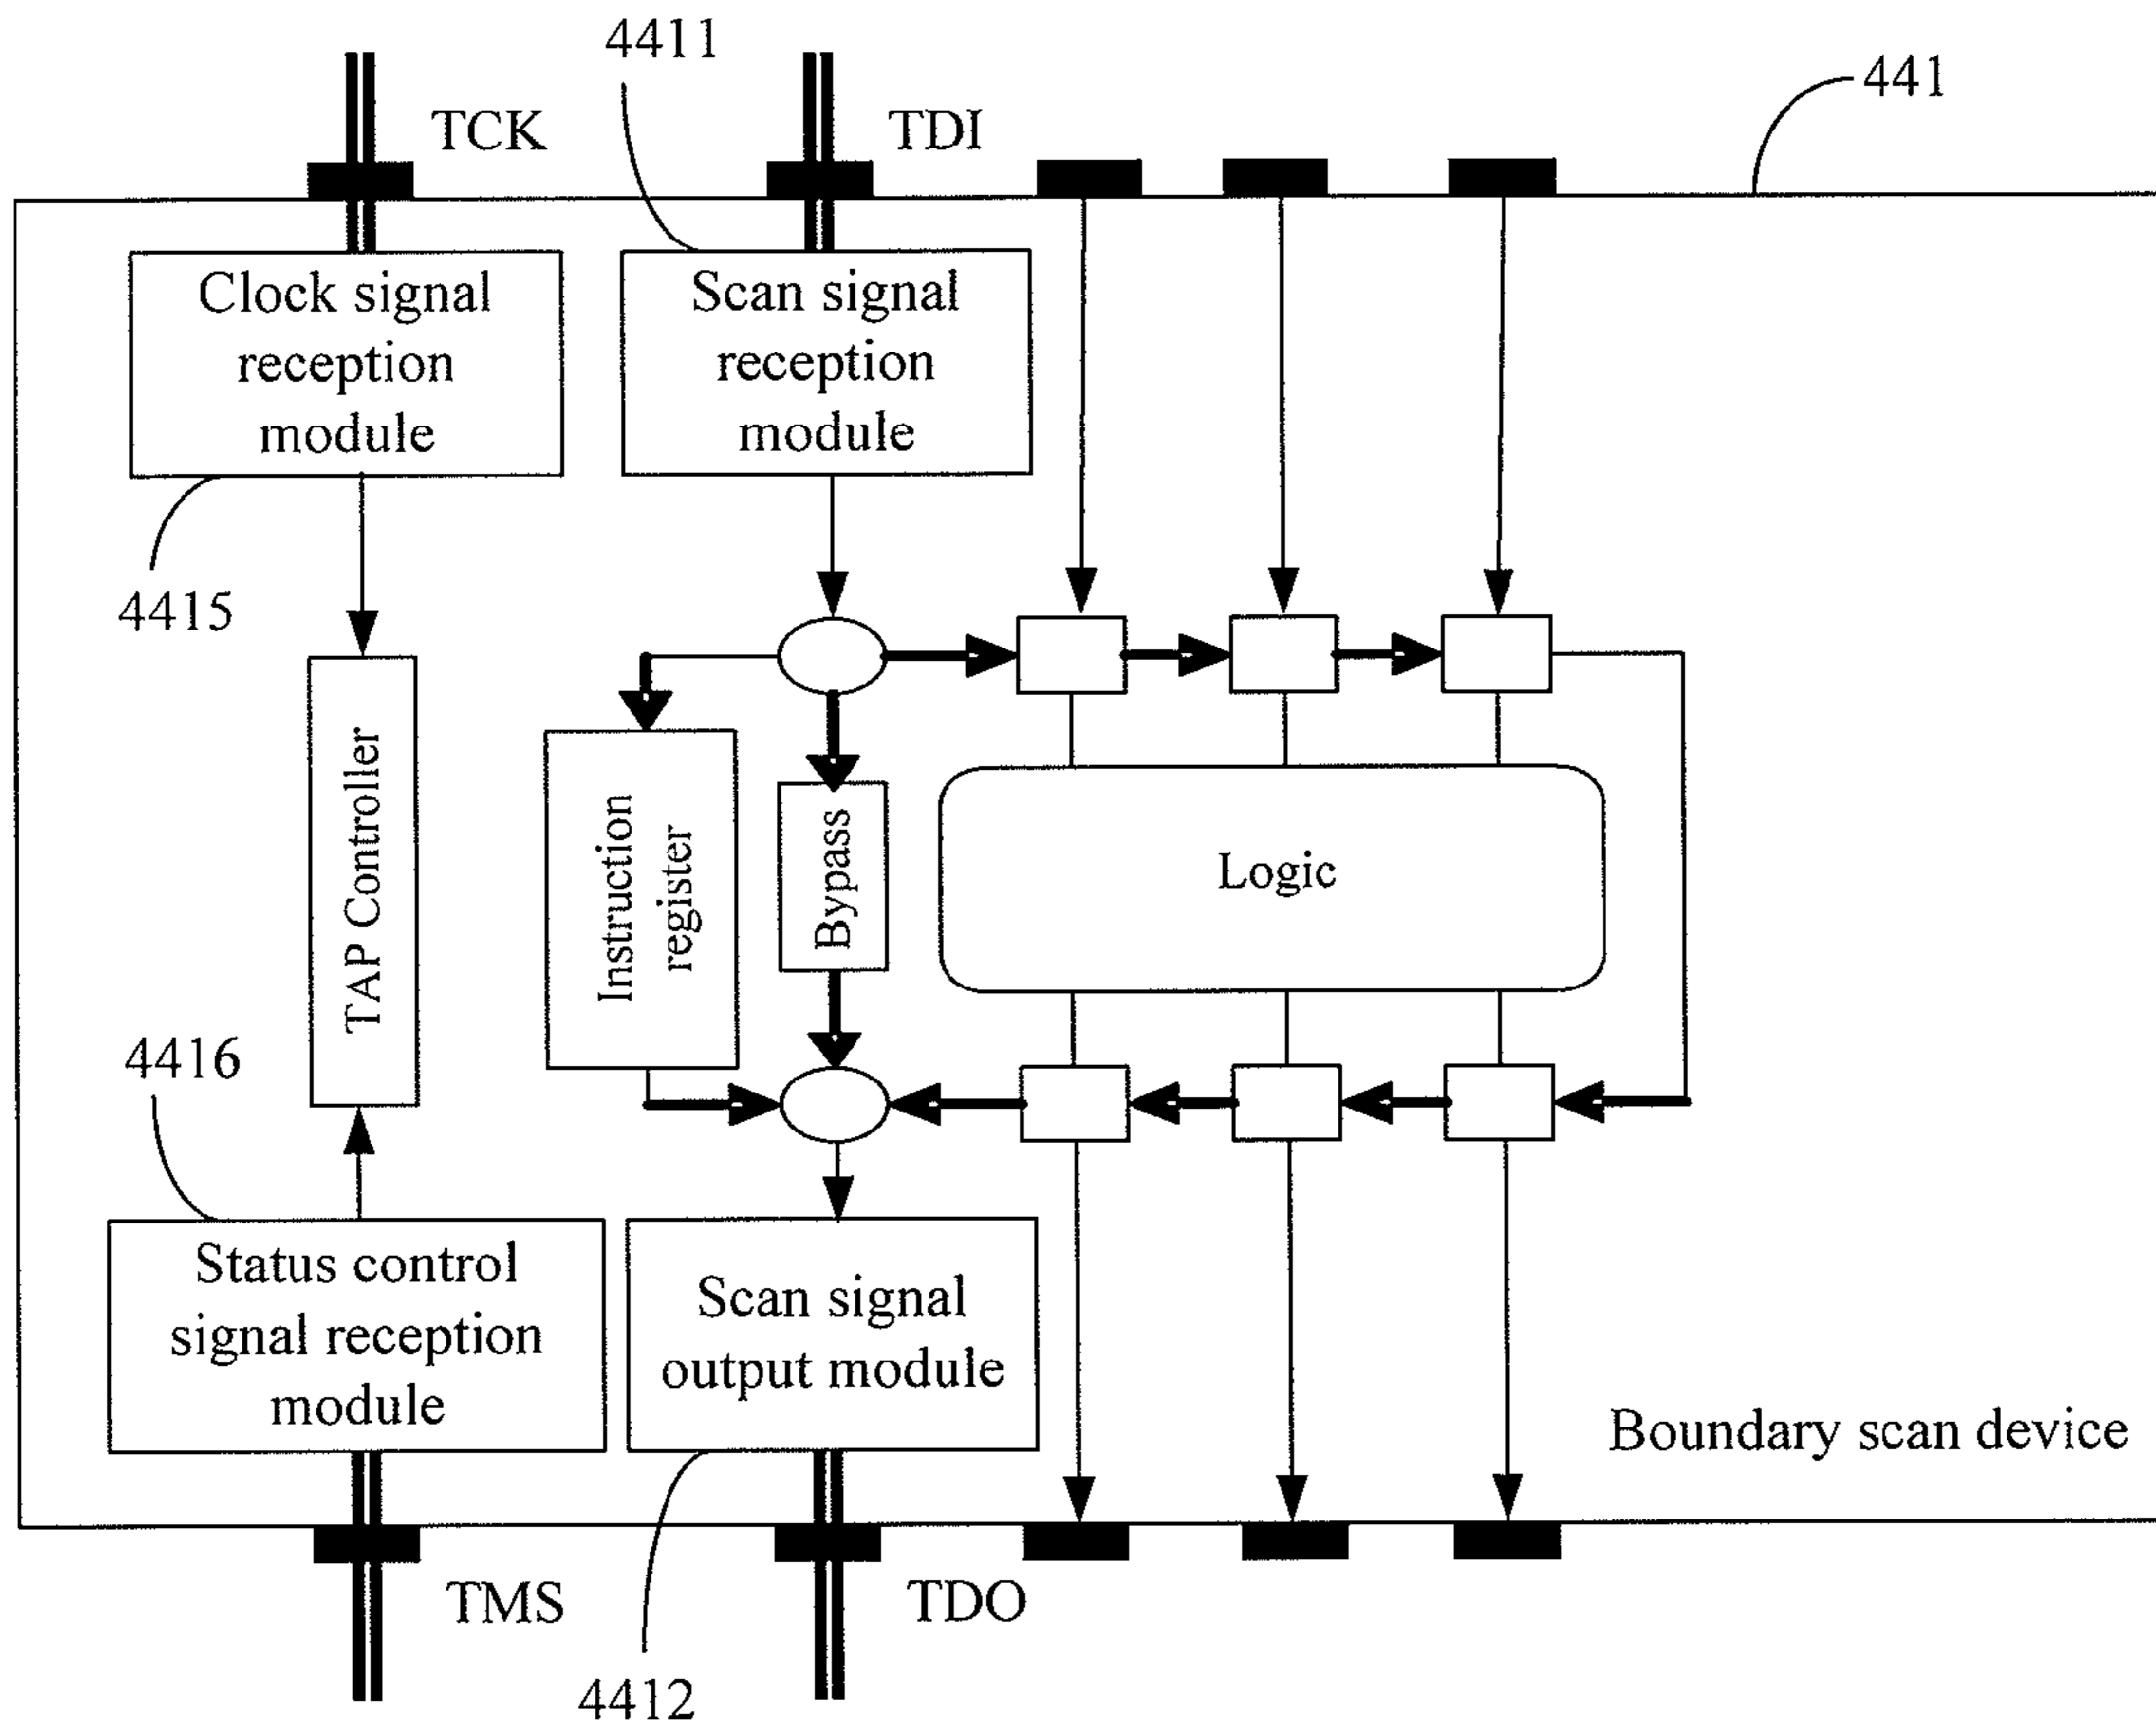 4411
441
TCK
TDI
Clock signal
reception
module
Scan signal
reception
module
4415
TAP Controller
Instruction
register
Bypass
Logic
4416
Status control
signal reception
module
Scan signal
output module
Boundary scan device
TMS
TDO
4412